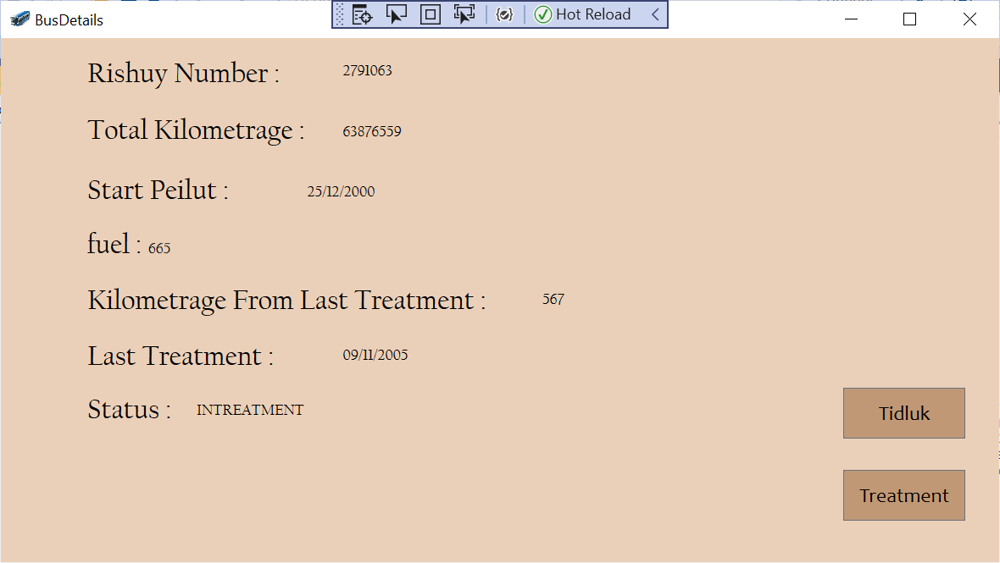 BusDetails
Hot Reload
Rishuy Number : 2791063
Total Kilometrage : 63876559
Start Peilut : 25/12/2000
fuel : 665
Kilometrage From Last Treatment : 567
Last Treatment : 09/11/2005
Status : INTREATMENT
Tidluk
Treatment